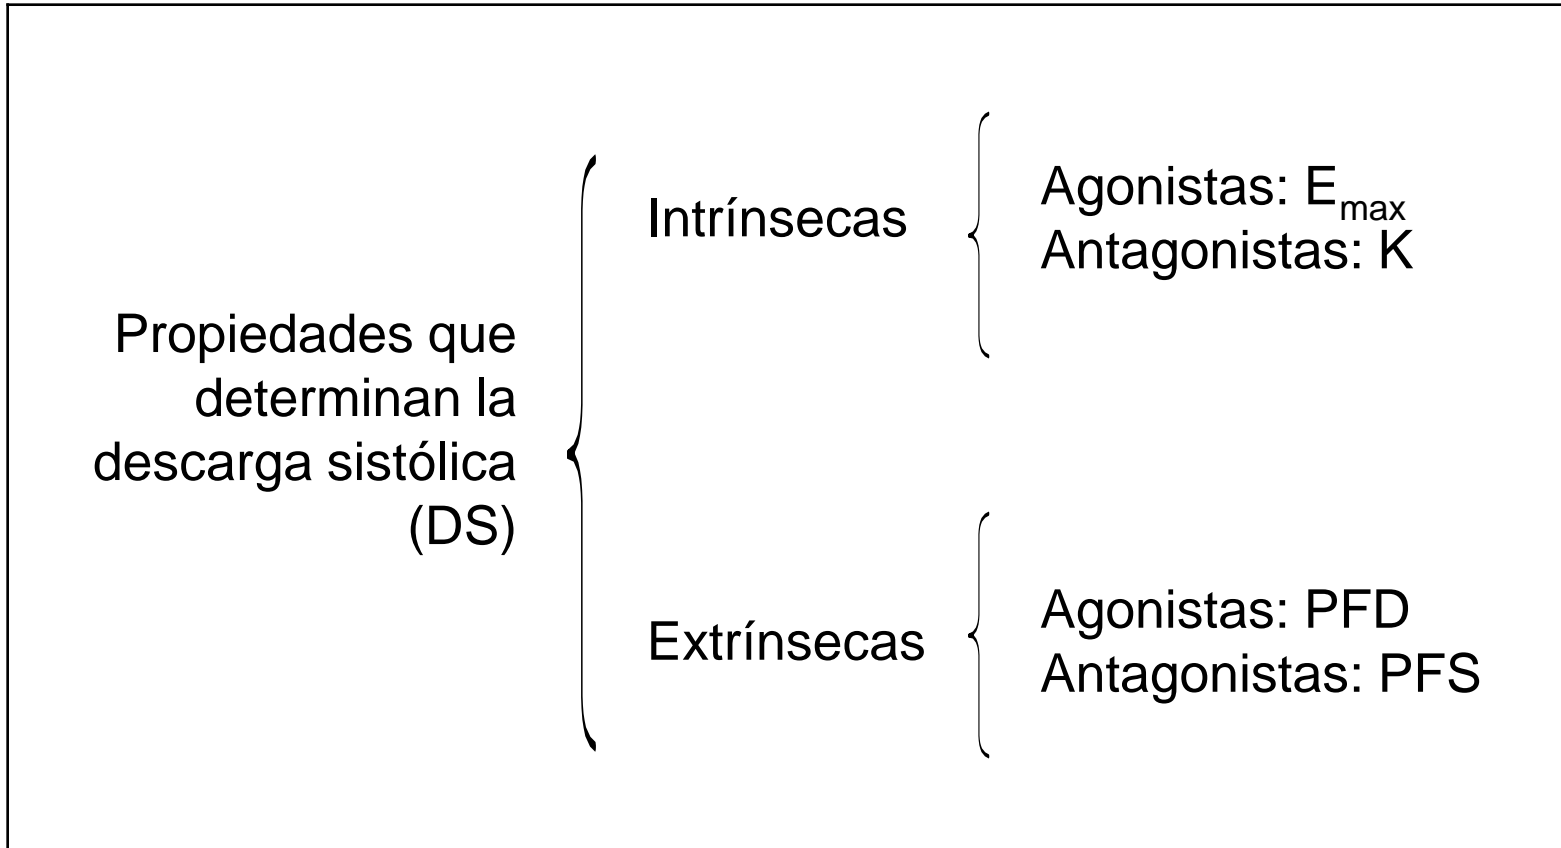 Propiedades que
determinan la
descarga sistólica
(DS)
Intrínsecas
Agonistas: Emax
Antagonistas: K
Extrínsecas
Agonistas: PFD
Antagonistas: PFS